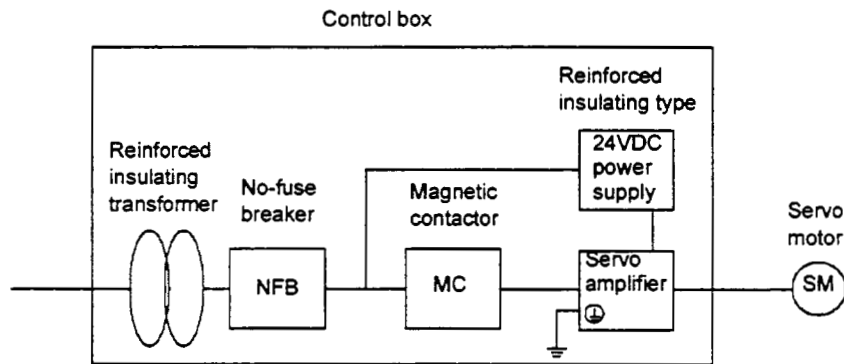 Control box
Reinforced
insulating type
24VDC
power
supply
Reinforced
insulating
transformer
No-fuse
breaker
Magnetic
contactor
Servo
motor
NFB
MC
Servo
amplifier
SM